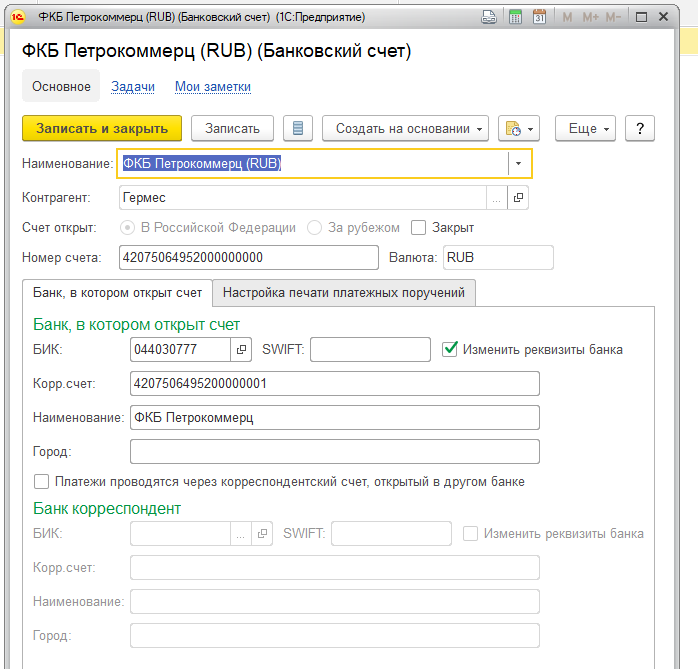 ФКБ Петрокоммерц (RUB) (Банковский счет) (1С:Предприятие) 31 M M+ M-
ФКБ Петрокоммерц (RUB) (Банковский счет)
Основное Задачи Мои заметки
Записать и закрыть Записать Создать на основании Еще ?
Наименование: ФКБ Петрокоммерц (RUB)
Контрагент: Гермес ...
Счет открыт: В Российской Федерации За рубежом Закрыт
Номер счета: 42075064952000000000 Валюта: RUB
Банк, в котором открыт счет Настройка печати платежных поручений
Банк, в котором открыт счет
БИК: 044030777 SWIFT: Изменить реквизиты банка
Корр.счет: 4207506495200000001
Наименование: ФКБ Петрокоммерц
Город:
Платежи проводятся через корреспондентский счет, открытый в другом банке
Банк корреспондент
БИК: ... SWIFT: Изменить реквизиты банка
Корр.счет:
Наименование:
Город: